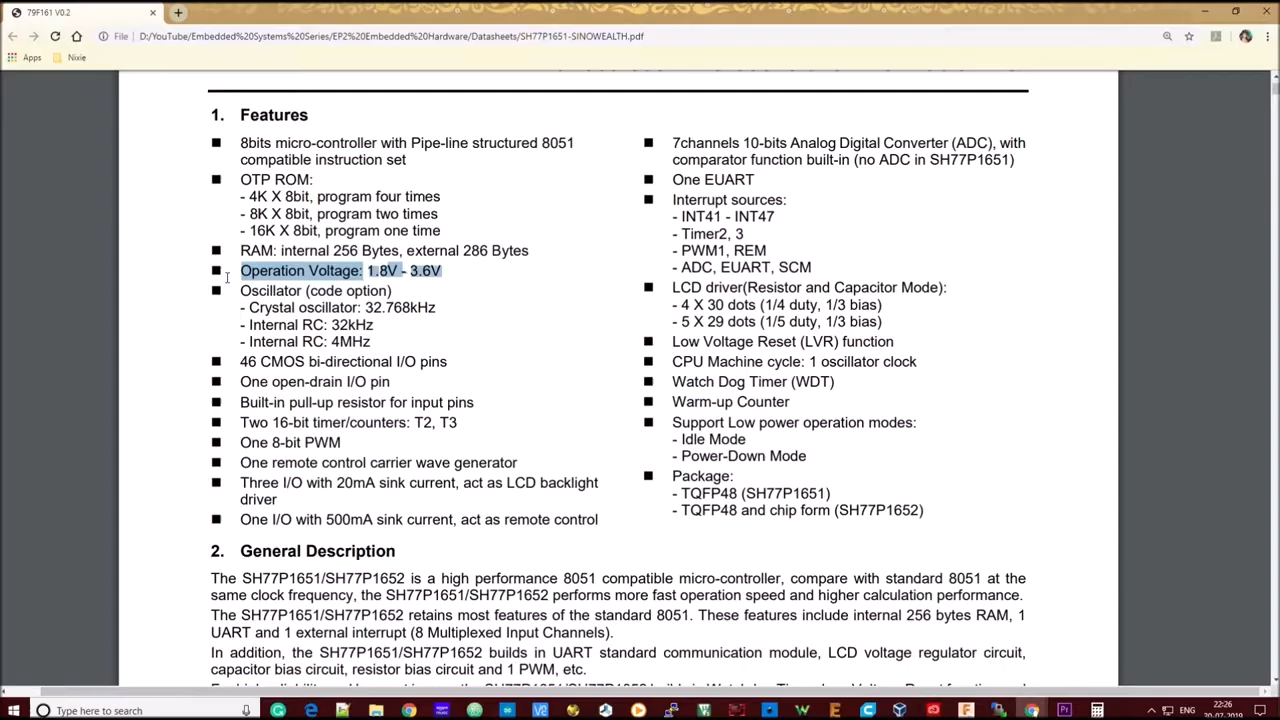 79F161 V0.2
File
D:/YouTube/Embedded%20Systems%20Series/EP2%20Embedded%20Hardware/Datasheets/SH77P1651-SINOWEALTH.pdf
Apps
Nixie
1. Features
8bits micro-controller with Pipe-line structured 8051
compatible instruction set
OTP ROM:
- 4K X 8bit, program four times
- 8K X 8bit, program two times
- 16K X 8bit, program one time
RAM: internal 256 Bytes, external 286 Bytes
Operation Voltage: 1.8V - 3.6V
Oscillator (code option)
- Crystal oscillator: 32.768kHz
- Internal RC: 32kHz
- Internal RC: 4MHz
46 CMOS bi-directional I/O pins
One open-drain I/O pin
Built-in pull-up resistor for input pins
Two 16-bit timer/counters: T2, T3
One 8-bit PWM
One remote control carrier wave generator
Three I/O with 20mA sink current, act as LCD backlight
driver
One I/O with 500mA sink current, act as remote control
7channels 10-bits Analog Digital Converter (ADC), with
comparator function built-in (no ADC in SH77P1651)
One EUART
Interrupt sources:
- INT41 - INT47
- Timer2, 3
- PWM1, REM
- ADC, EUART, SCM
LCD driver(Resistor and Capacitor Mode):
- 4 X 30 dots (1/4 duty, 1/3 bias)
- 5 X 29 dots (1/5 duty, 1/3 bias)
Low Voltage Reset (LVR) function
CPU Machine cycle: 1 oscillator clock
Watch Dog Timer (WDT)
Warm-up Counter
Support Low power operation modes:
- Idle Mode
- Power-Down Mode
Package:
- TQFP48 (SH77P1651)
- TQFP48 and chip form (SH77P1652)
2. General Description
The SH77P1651/SH77P1652 is a high performance 8051 compatible micro-controller, compare with standard 8051 at the
same clock frequency, the SH77P1651/SH77P1652 performs more fast operation speed and higher calculation performance.
The SH77P1651/SH77P1652 retains most features of the standard 8051. These features include internal 256 bytes RAM, 1
UART and 1 external interrupt (8 Multiplexed Input Channels).
In addition, the SH77P1651/SH77P1652 builds in UART standard communication module, LCD voltage regulator circuit,
capacitor bias circuit, resistor bias circuit and 1 PWM, etc.
Type here to search
ENG
22:26
20-07-2019